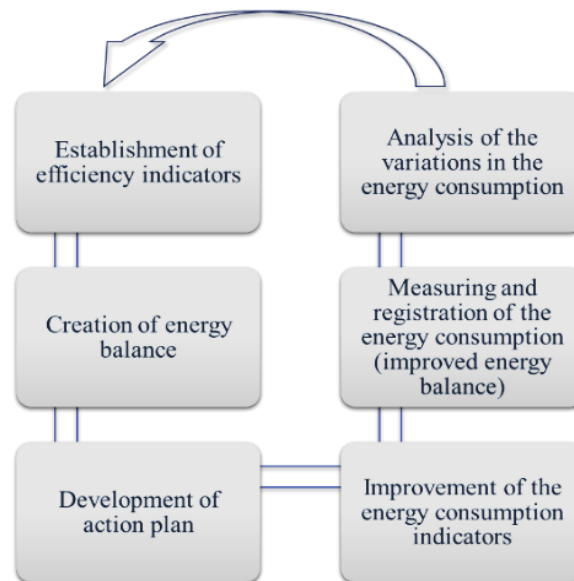 Establishment of
efficiency indicators
Creation of energy
balance
Development of
action plan
Analysis of the
variations in the
energy consumption
Measuring and
registration of the
energy consumption
(improved energy
balance)
Improvement of the
energy consumption
indicators